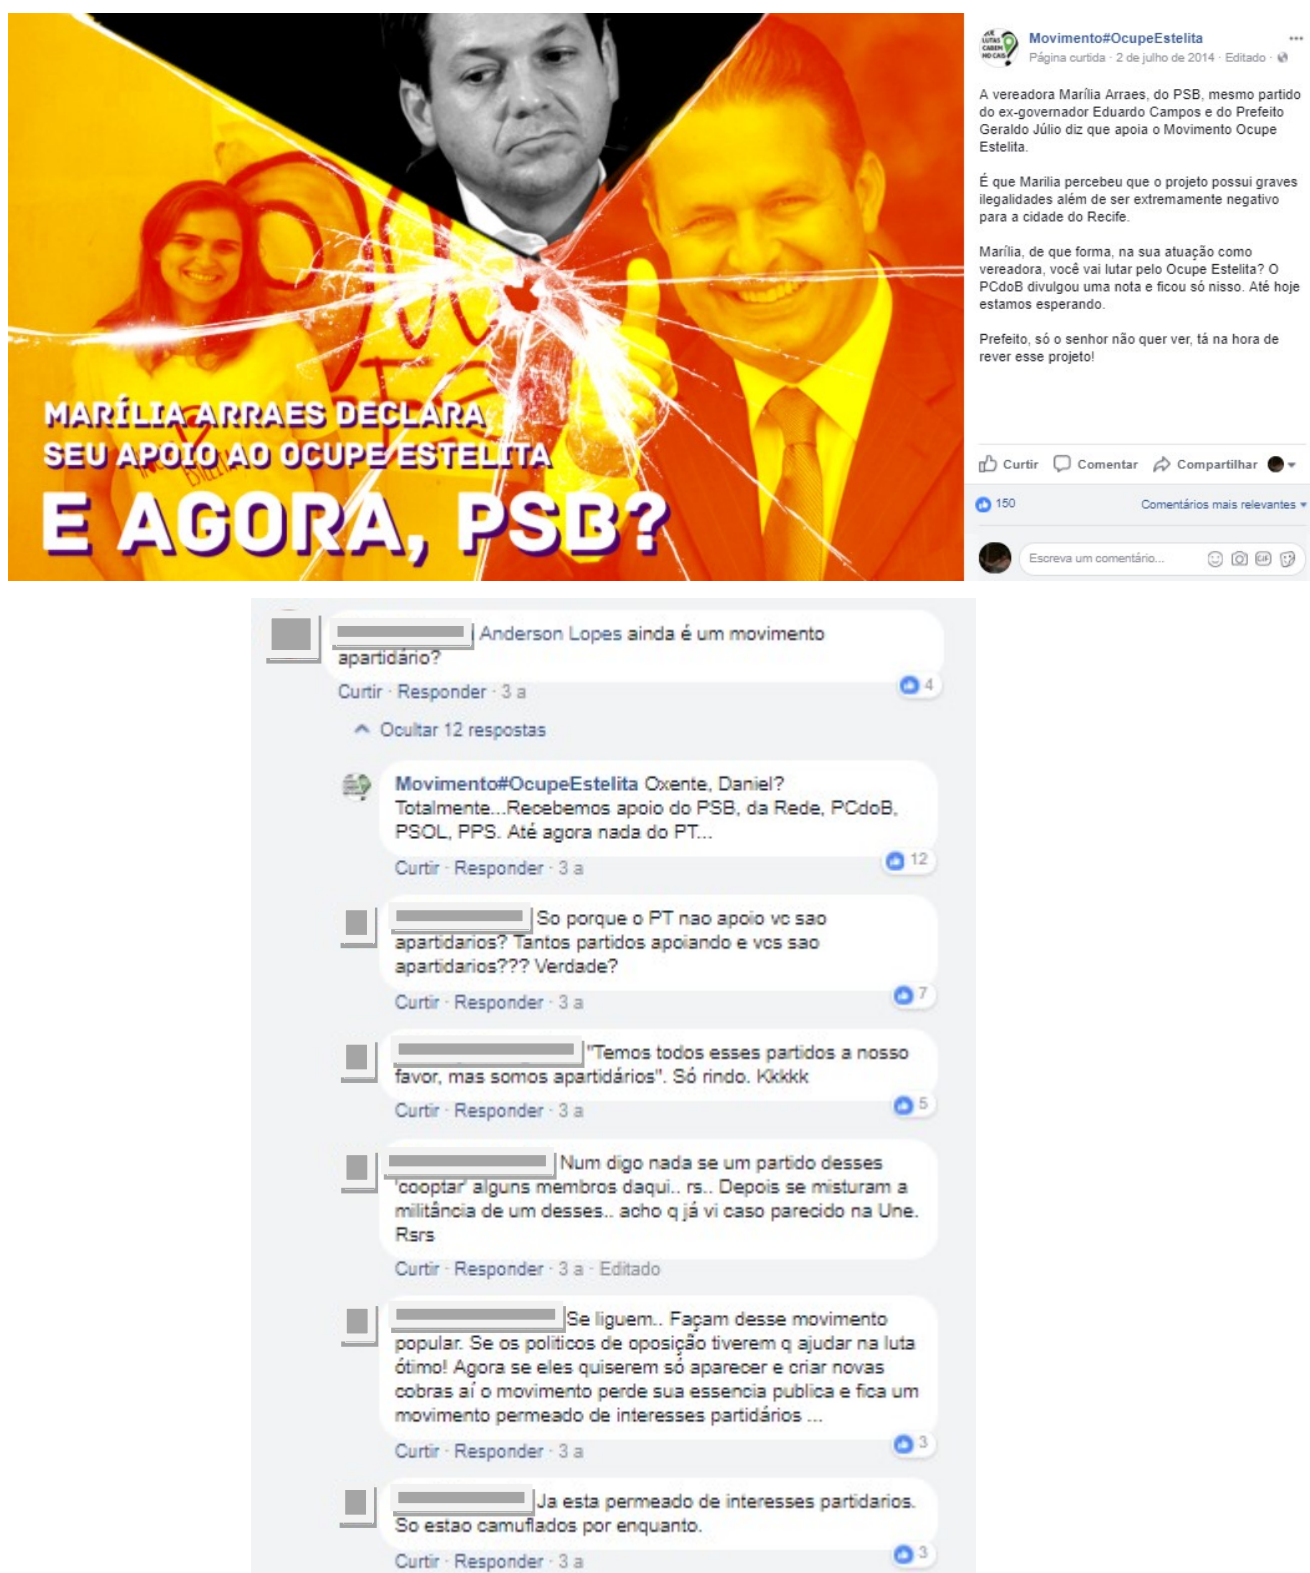 MARÍLIA ARRAES DECLARA
SEU APOIO AO OCUPE ESTELITA
E AGORA, PSB?
QUE
LUTAS
CABEM
NO CAIS?
Movimento#OcupeEstelita
Página curtida · 2 de julho de 2014 · Editado ·
A vereadora Marília Arraes, do PSB, mesmo partido
do ex-governador Eduardo Campos e do Prefeito
Geraldo Júlio diz que apoia o Movimento Ocupe
Estelita.
É que Marilia percebeu que o projeto possui graves
ilegalidades além de ser extremamente negativo
para a cidade do Recife.
Marília, de que forma, na sua atuação como
vereadora, você vai lutar pelo Ocupe Estelita? O
PCdoB divulgou uma nota e ficou só nisso. Até hoje
estamos esperando.
Prefeito, só o senhor não quer ver, tá na hora de
rever esse projeto!
Curtir Comentar Compartilhar
150 Comentários mais relevantes
Escreva um comentário... GIF
Anderson Lopes ainda é um movimento
apartidário?
Curtir · Responder · 3 a 4
Ocultar 12 respostas
Movimento#OcupeEstelita Oxente, Daniel?
Totalmente...Recebemos apoio do PSB, da Rede, PCdoB,
PSOL, PPS. Até agora nada do PT...
Curtir · Responder · 3 a 12
So porque o PT nao apoio vc sao
apartidarios? Tantos partidos apoiando e vcs sao
apartidarios??? Verdade?
Curtir · Responder · 3 a 7
"Temos todos esses partidos a nosso
favor, mas somos apartidários". Só rindo. Kkkkk
Curtir · Responder · 3 a 5
Num digo nada se um partido desses
'cooptar' alguns membros daqui.. rs.. Depois se misturam a
militância de um desses.. acho q já vi caso parecido na Une.
Rsrs
Curtir · Responder · 3 a · Editado
Se liguem.. Façam desse movimento
popular. Se os politicos de oposição tiverem q ajudar na luta
ótimo! Agora se eles quiserem só aparecer e criar novas
cobras aí o movimento perde sua essencia publica e fica um
movimento permeado de interesses partidários ...
Curtir · Responder · 3 a 3
Ja esta permeado de interesses partidarios.
So estao camuflados por enquanto.
Curtir · Responder · 3 a 3